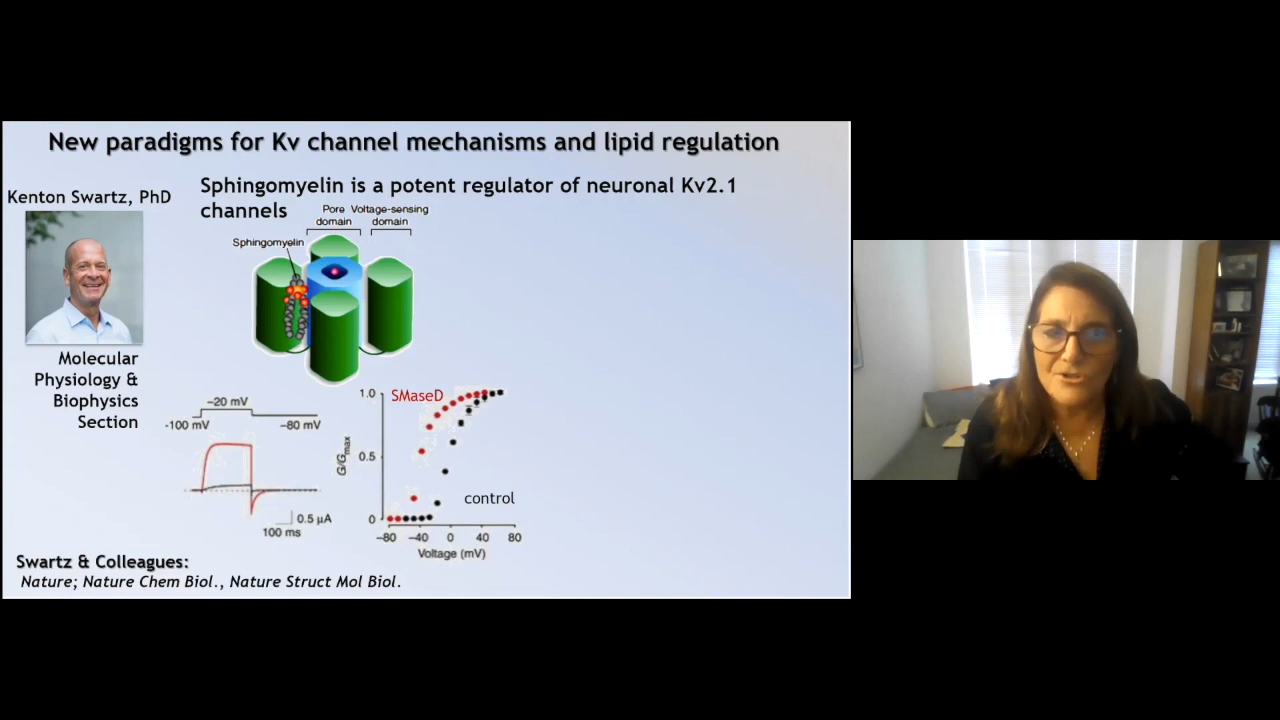 New paradigms for Kv channel mechanisms and lipid regulation
Kenton Swartz, PhD
Molecular
Physiology &
Biophysics
Section
Sphingomyelin is a potent regulator of neuronal Kv2.1
channels
Pore
domain
Voltage-sensing
domain
Sphingomyelin
−20 mV
-100 mV
−80 mV
0.5 µA
100 ms
1.0
0.5
0
G/Gmax
SMaseD
control
−80 −40 0 40 80
Voltage (mV)
Swartz & Colleagues:
Nature; Nature Chem Biol., Nature Struct Mol Biol.